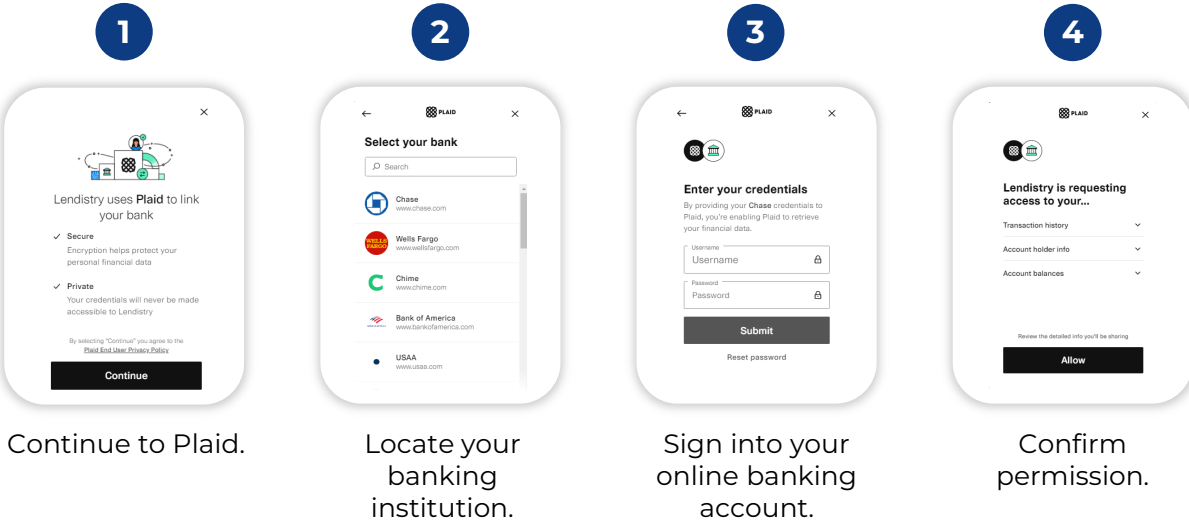 1
Lendistry uses Plaid to link
your bank
Secure
Encryption helps protect your
personal financial data
Private
Your credentials will never be made
accessible to Lendistry
By selecting "Continue" you agree to the
Plaid End User Privacy Policy
Continue
Continue to Plaid.
2
PLAID
Select your bank
Search
Chase
www.chase.com
WELLS
FARGO
Wells Fargo
www.wellsfargo.com
Chime
www.chime.com
Bank of America
www.bankofamerica.com
USAA
www.usaa.com
Locate your
banking
institution.
3
PLAID
Enter your credentials
By providing your Chase credentials to
Plaid, you're enabling Plaid to retrieve
your financial data.
Username
Username
Password
Password
Submit
Reset password
Sign into your
online banking
account.
4
PLAID
Lendistry is requesting
access to your...
Transaction history
Account holder info
Account balances
Review the detailed info you'll be sharing
Allow
Confirm
permission.